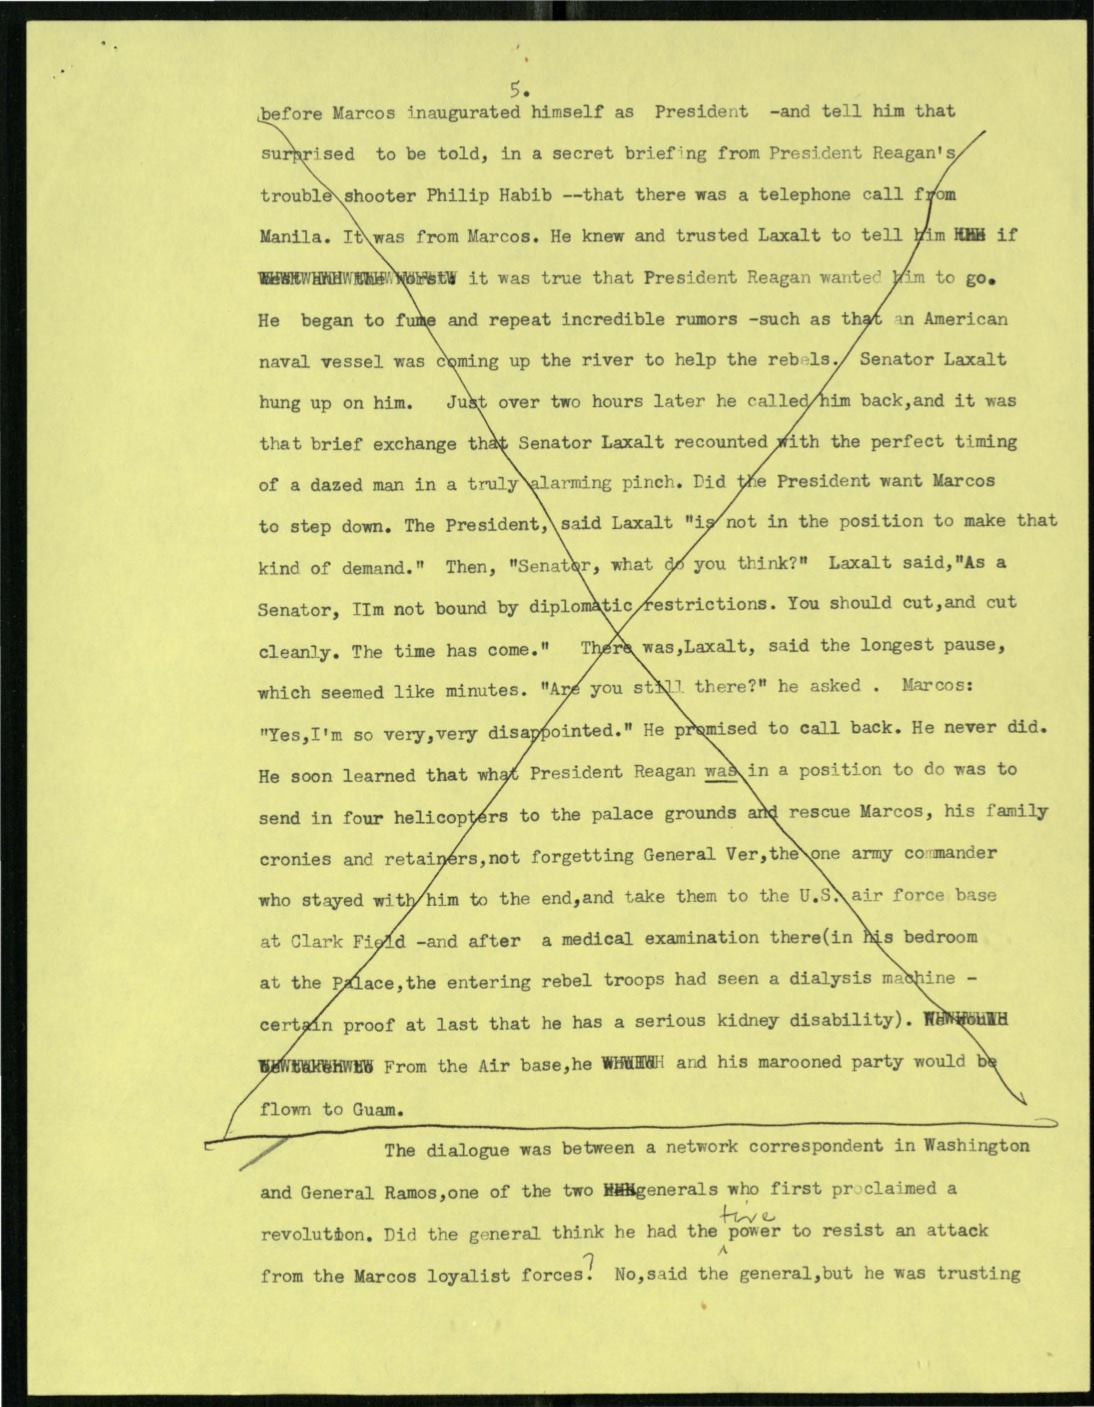 5.
before Marcos inaugurated himself as President -and tell him that
surprised to be told, in a secret briefing from President Reagan's
trouble shooter Philip Habib --that there was a telephone call from
Manila. It was from Marcos. He knew and trusted Laxalt to tell him if
it was true that President Reagan wanted him to go.
He began to fume and repeat incredible rumors -such as that an American
naval vessel was coming up the river to help the rebels. Senator Laxalt
hung up on him. Just over two hours later he called him back,and it was
that brief exchange that Senator Laxalt recounted with the perfect timing
of a dazed man in a truly alarming pinch. Did the President want Marcos
to step down. The President, said Laxalt "is not in the position to make that
kind of demand." Then, "Senator, what do you think?" Laxalt said,"As a
Senator, IIm not bound by diplomatic restrictions. You should cut,and cut
cleanly. The time has come." There was,Laxalt, said the longest pause,
which seemed like minutes. "Are you still there?" he asked . Marcos:
"Yes,I'm so very,very disappointed." He promised to call back. He never did.
He soon learned that what President Reagan was in a position to do was to
send in four helicopters to the palace grounds and rescue Marcos, his family
cronies and retainers,not forgetting General Ver,the one army commander
who stayed with him to the end,and take them to the U.S. air force base
at Clark Field -and after a medical examination there(in his bedroom
at the Palace,the entering rebel troops had seen a dialysis machine -
certain proof at last that he has a serious kidney disability). He would
be taken to From the Air base,he and his marooned party would be
flown to Guam.
The dialogue was between a network correspondent in Washington
and General Ramos,one of the two generals who first proclaimed a
revolution. Did the general think he had the fire power to resist an attack
from the Marcos loyalist forces? No,said the general,but he was trusting